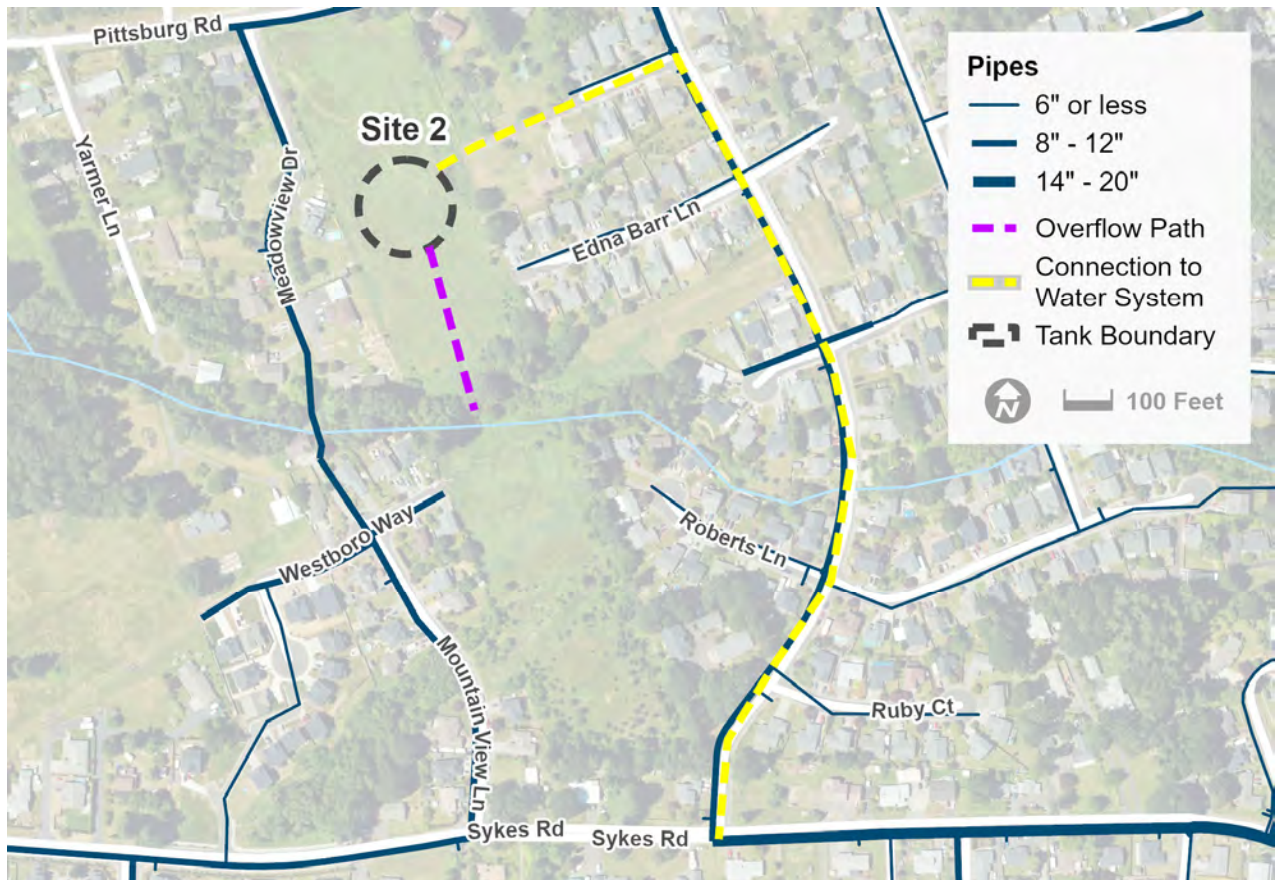 Pittsburg Rd
Yarmer Ln
Meadowview Dr
Site 2
Edna Barr Ln
Pipes
6" or less
8" - 12"
14" - 20"
Overflow Path
Connection to
Water System
Tank Boundary
N
100 Feet
Westboro Way
Roberts Ln
Mountain View Ln
Ruby Ct
Sykes Rd
Sykes Rd